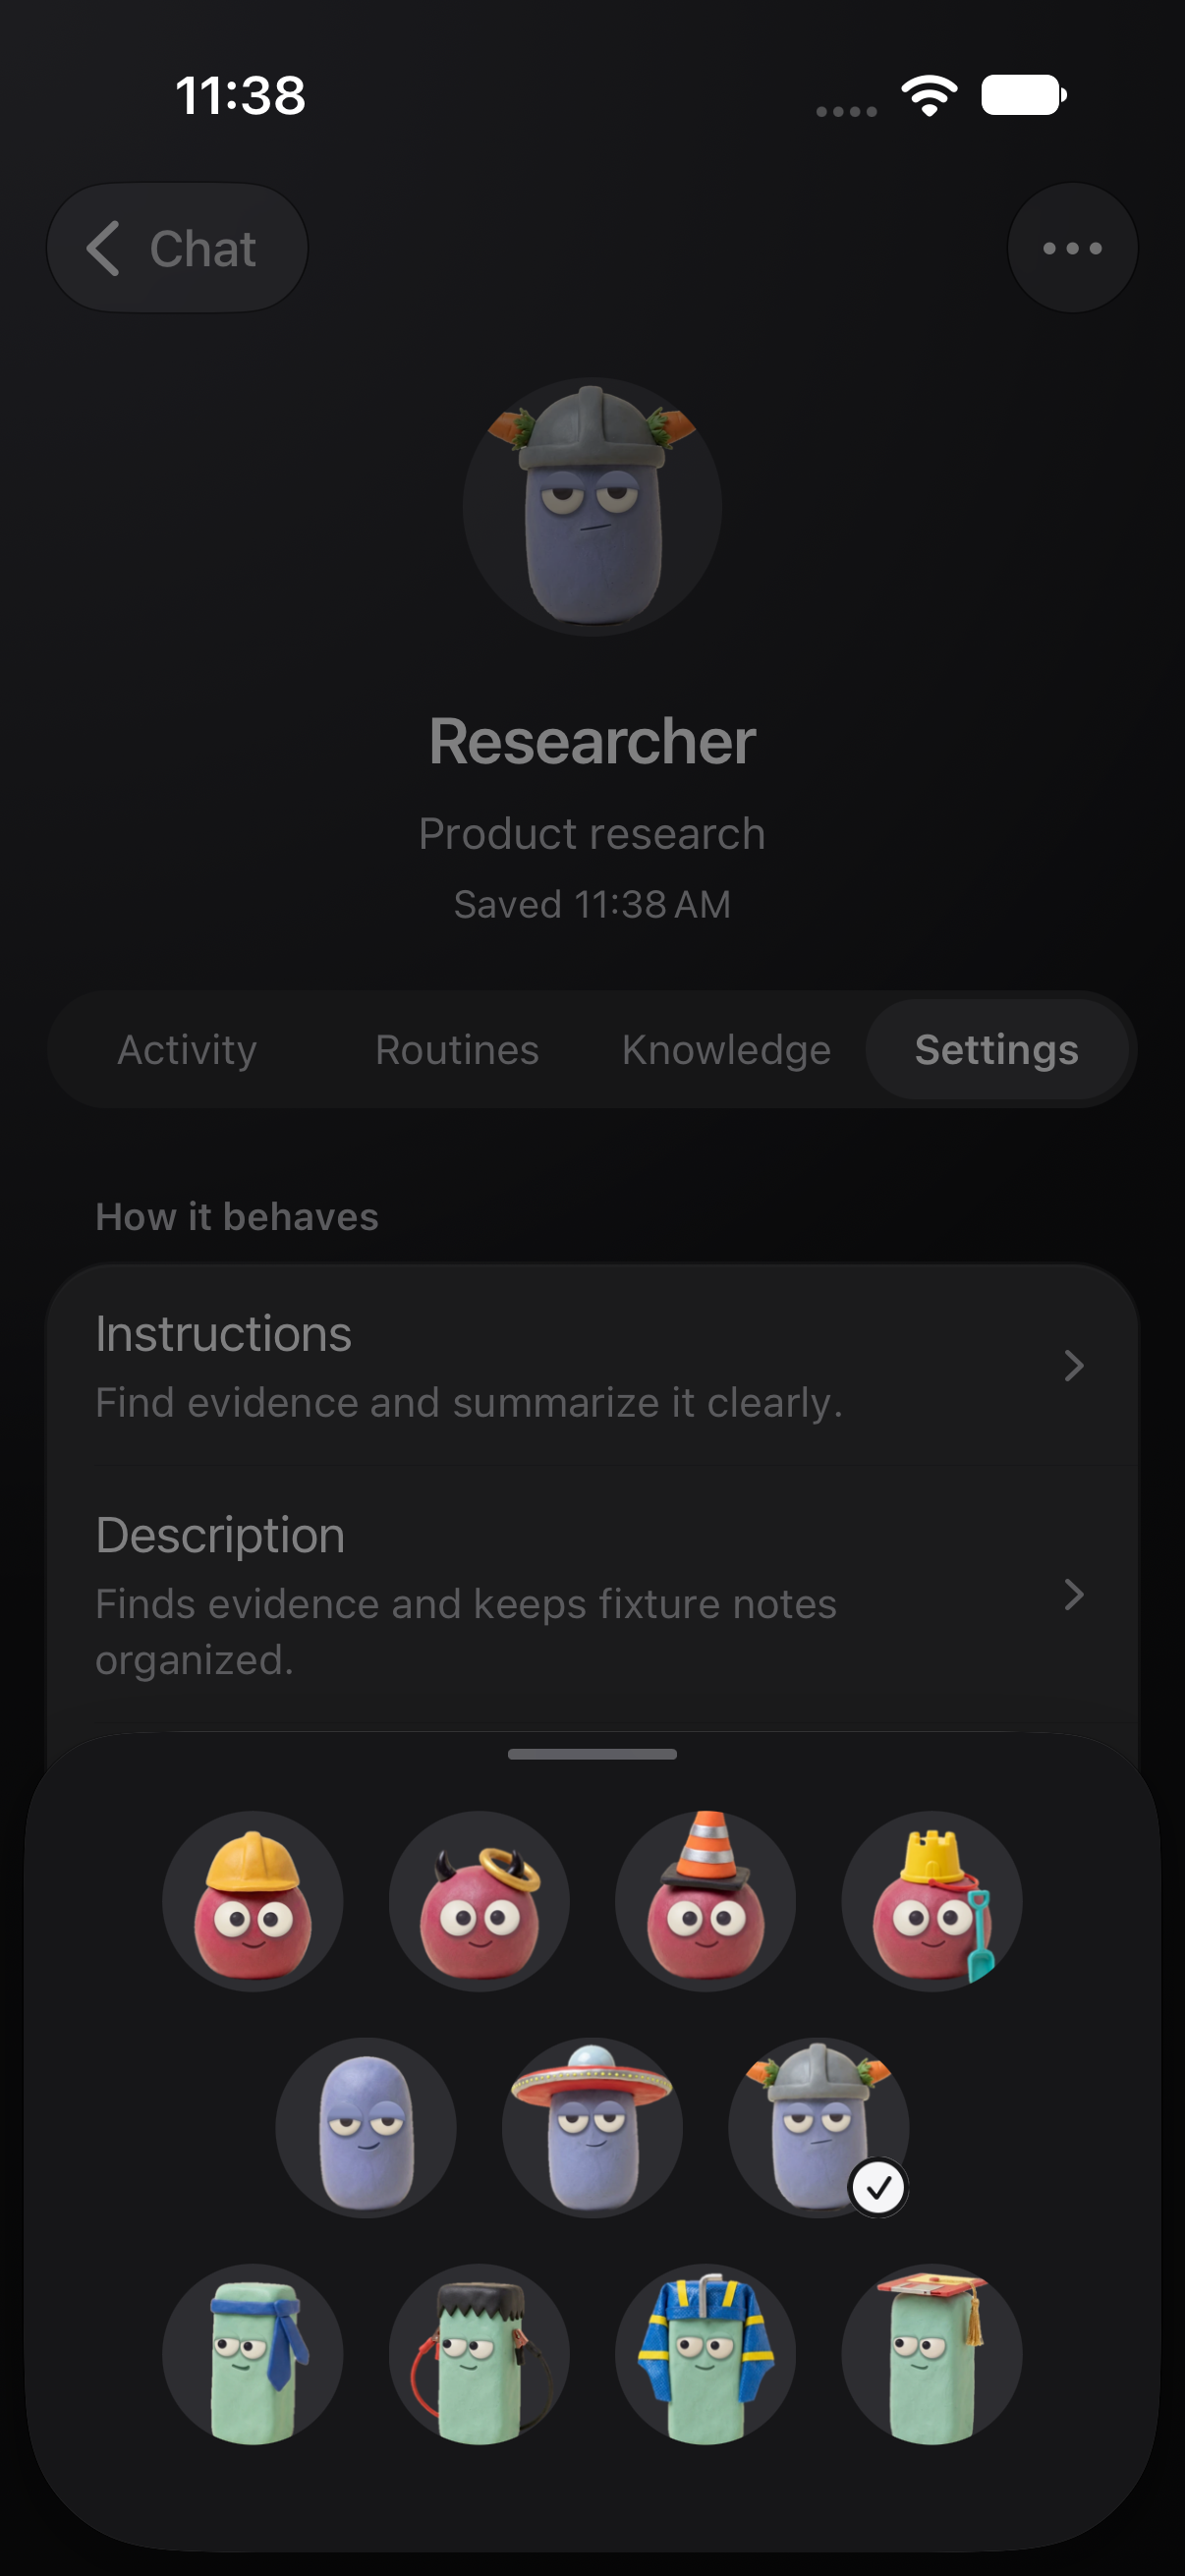 11:38
Chat
Researcher
Product research
Saved 11:38 AM
Activity Routines Knowledge Settings
How it behaves
Instructions
Find evidence and summarize it clearly.
Description
Finds evidence and keeps fixture notes
organized.